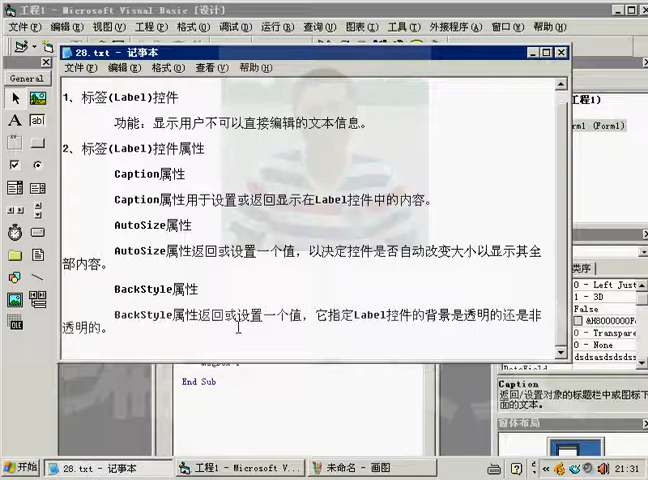 工程1 - Microsoft Visual Basic [设计]
文件(F) 编辑(E) 视图(V) 工程(P) 格式(O) 调试(D) 运行(R) 查询(U) 图表(I) 工具(T) 外接程序(A) 窗口(W) 帮助(H)
28.txt - 记事本
文件(F) 编辑(E) 格式(O) 查看(V) 帮助(H)
General
1、标签(Label)控件
功能：显示用户不可以直接编辑的文本信息。
2、标签(Label)控件属性
Caption属性
Caption属性用于设置或返回显示在Label控件中的内容。
AutoSize属性
AutoSize属性返回或设置一个值，以决定控件是否自动改变大小以显示其全
部内容。
BackStyle属性
BackStyle属性返回或设置一个值，它指定Label控件的背景是透明的还是非
透明的。
A
ab
OLE
工程1)
rm1 (Form1)
类序
0 - Left Just
1 - 3D
False
&H8000000F&
0 - Transpare
0 - None
dsdsasdsdsdss
End Sub
Caption
返回/设置对象的标题栏中或图标下
面的文本。
窗体布局
开始
28.txt - 记事本
工程1 - Microsoft V...
未命名 - 画图
21:31